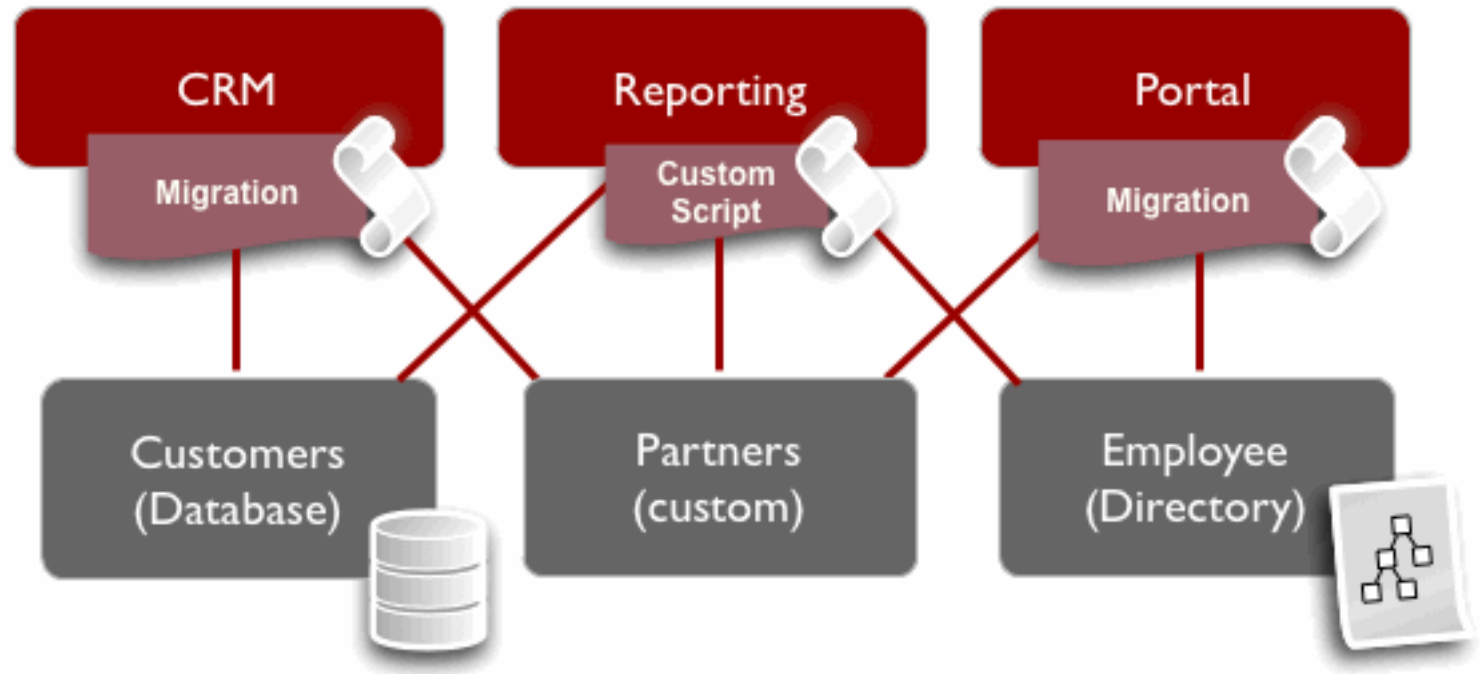 CRM
Reporting
Portal
Migration
Custom
Script
Migration
Customers
(Database)
Partners
(custom)
Employee
(Directory)